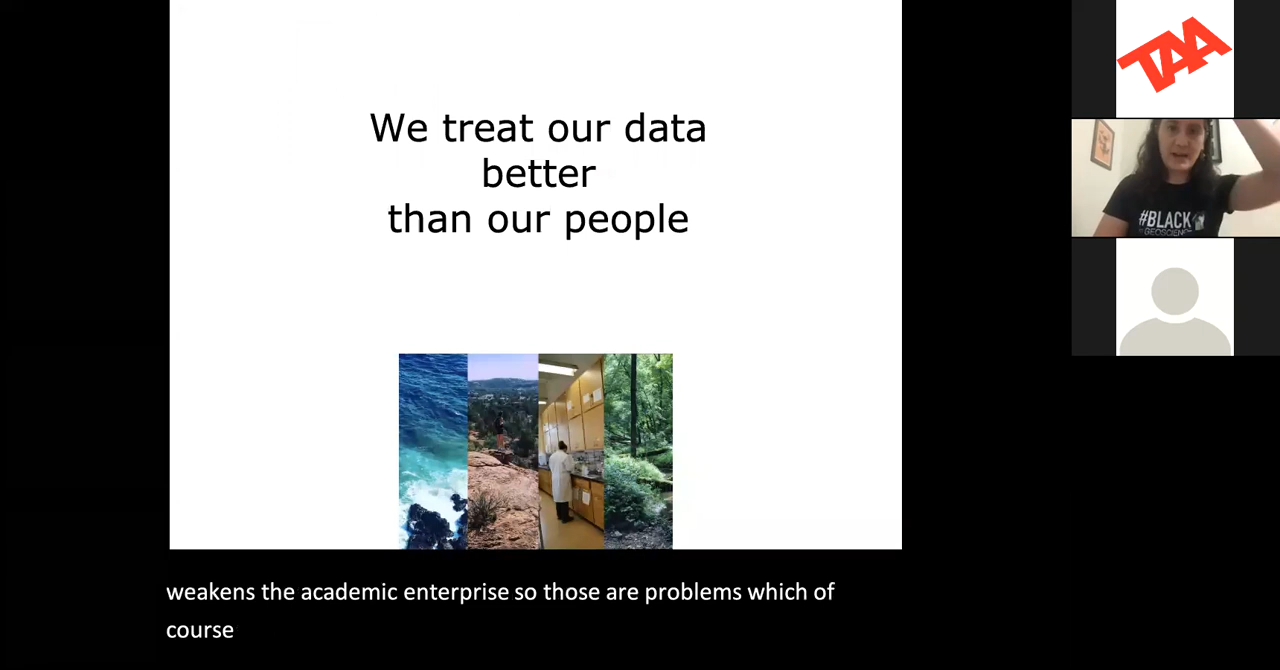 We treat our data
better
than our people
TAA
#BLACK
GEOSCIENCE
weakens the academic enterprise so those are problems which of
course